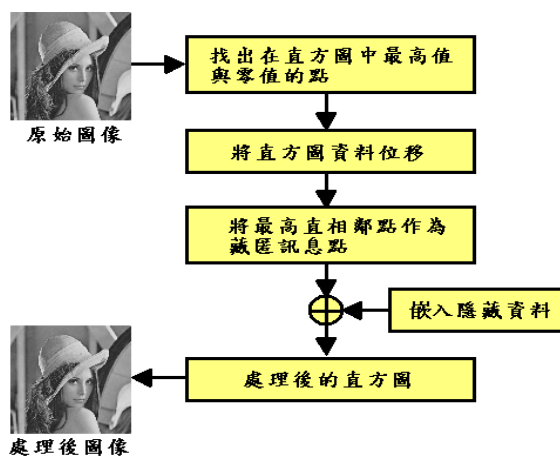 找出在直方圖中最高值
與零值的點
原始圖像
將直方圖資料位移
將最高直相鄰點作為
藏匿訊息點
嵌入隱藏資料
處理後的直方圖
處理後圖像